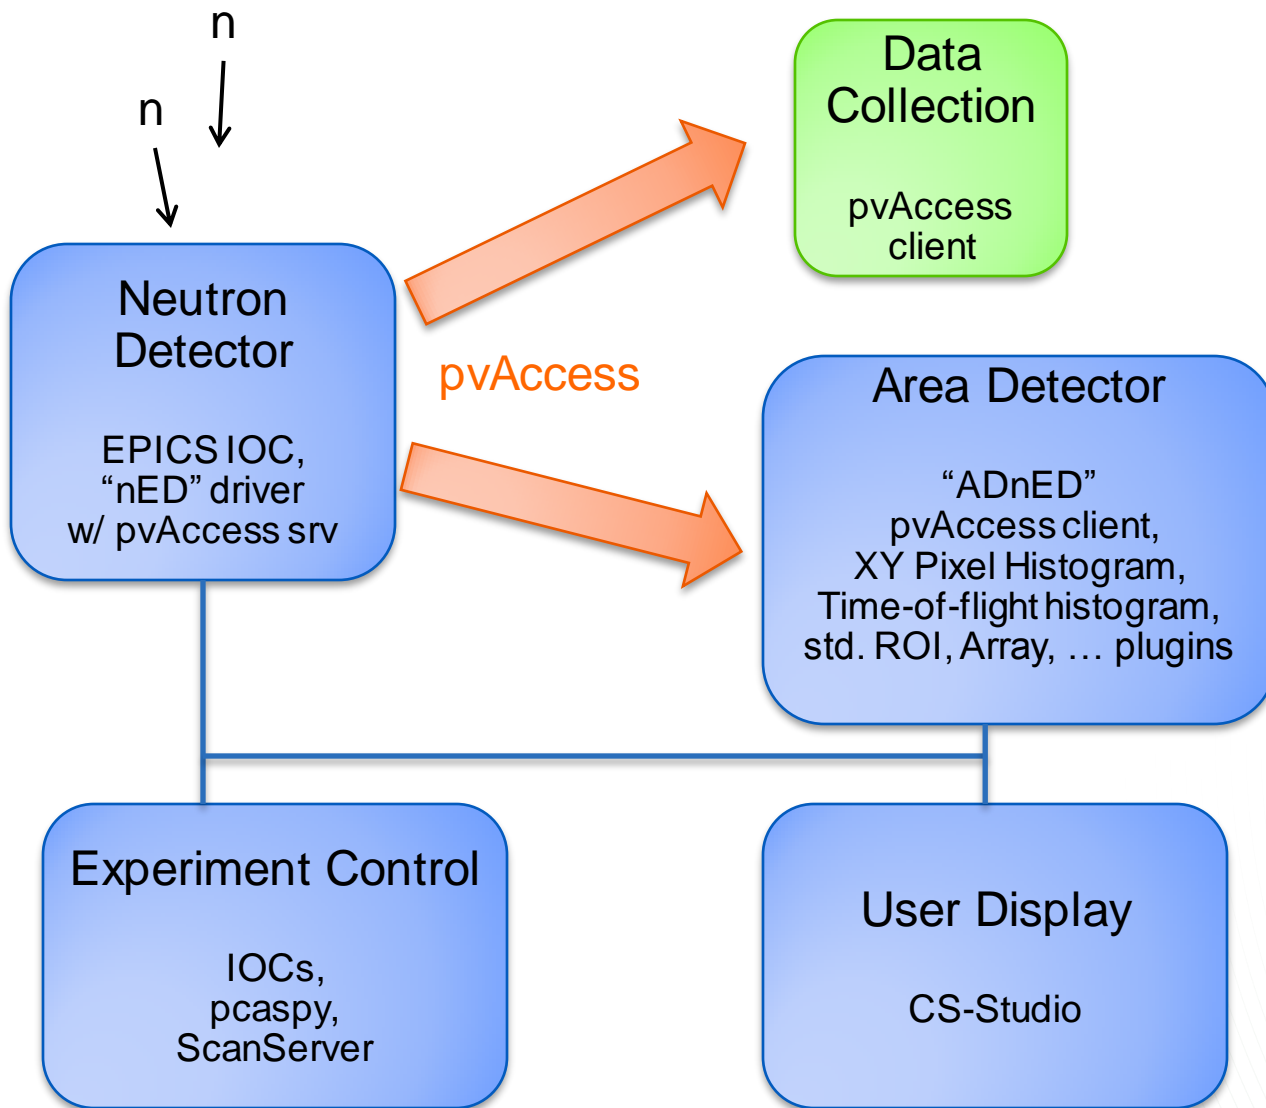 n
n
Data
Collection
pvAccess
client
Neutron
Detector
EPICS IOC,
“nED” driver
w/ pvAccess srv
pvAccess
Area Detector
“ADnED”
pvAccess client,
XY Pixel Histogram,
Time-of-flight histogram,
std. ROI, Array, … plugins
Experiment Control
IOCs,
pcaspy,
ScanServer
User Display
CS-Studio